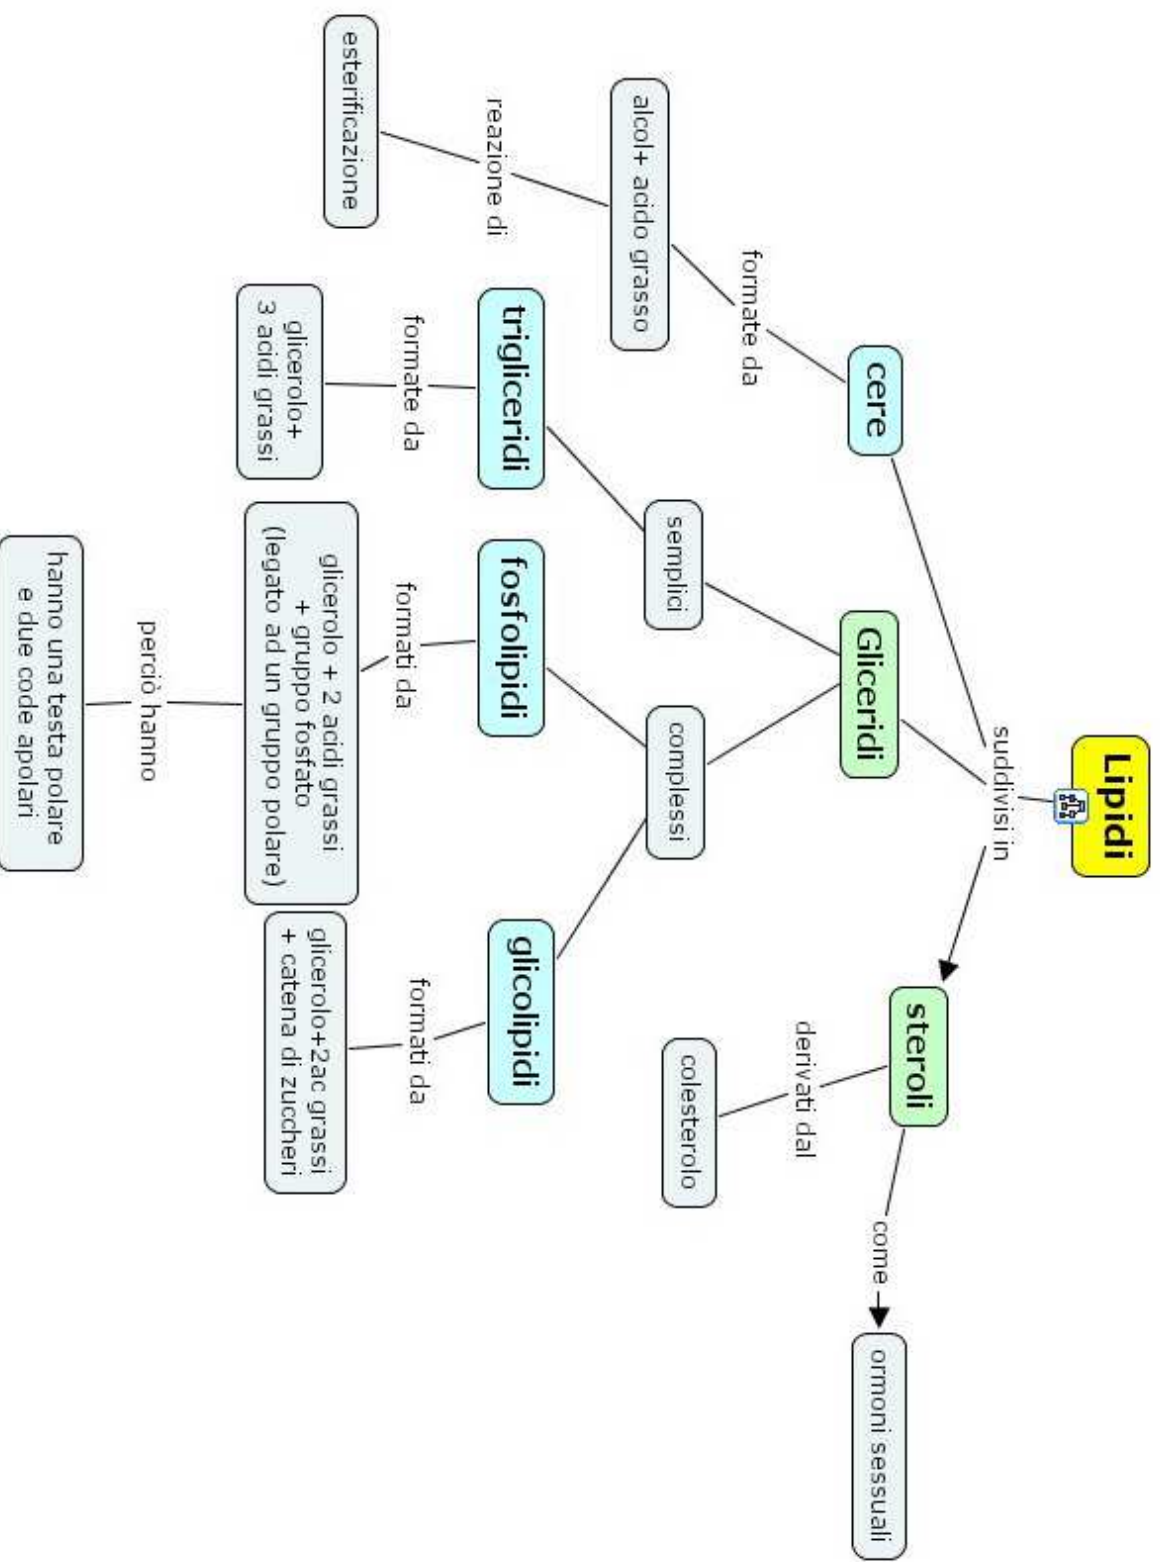 Lipidi
suddivisi in
cere
Gliceridi
steroli
formate da
alcol+ acido grasso
reazione di
esterificazione
semplici
complessi
derivati dal
colesterolo
come
ormoni sessuali
trigliceridi
fosfolipidi
glicolipidi
formate da
formati da
formati da
glicerolo+
3 acidi grassi
glicerolo + 2 acidi grassi
+ gruppo fosfato
(legato ad un gruppo polare)
glicerolo+2ac grassi
+ catena di zuccheri
perciò hanno
hanno una testa polare
e due code apolari